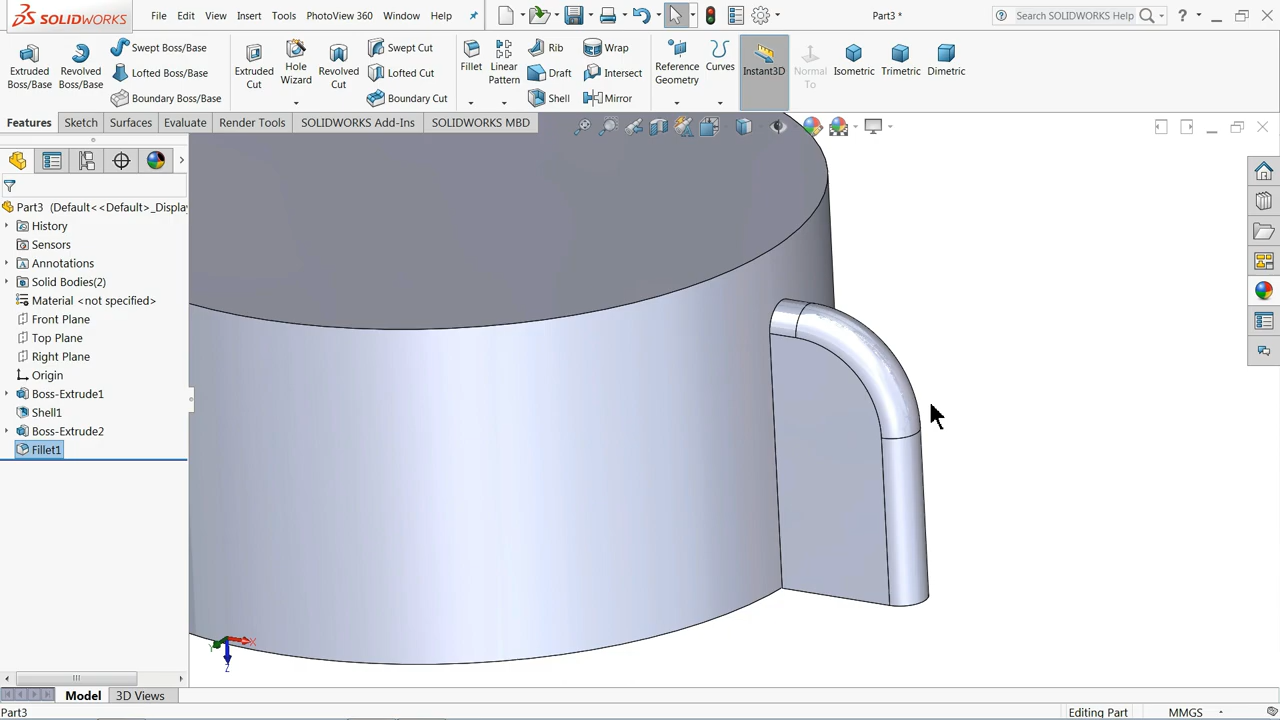 SOLIDWORKS File Edit View Insert Tools PhotoView 360 Window Help Part3 * Search SOLIDWORKS Help ?
Extruded Boss/Base
Revolved Boss/Base
Swept Boss/Base
Lofted Boss/Base
Boundary Boss/Base
Extruded Cut
Hole Wizard
Revolved Cut
Swept Cut
Lofted Cut
Boundary Cut
Fillet
Linear Pattern
Rib
Draft
Shell
Wrap
Intersect
Mirror
Reference Geometry
Curves
Instant3D
Normal To
Isometric
Trimetric
Dimetric
Features Sketch Surfaces Evaluate Render Tools SOLIDWORKS Add-Ins SOLIDWORKS MBD
Part3 (Default<<Default>_Display
History
Sensors
Annotations
Solid Bodies(2)
Material <not specified>
Front Plane
Top Plane
Right Plane
Origin
Boss-Extrude1
Shell1
Boss-Extrude2
Fillet1
X
Y
Z
Model 3D Views
Part3 Editing Part MMGS